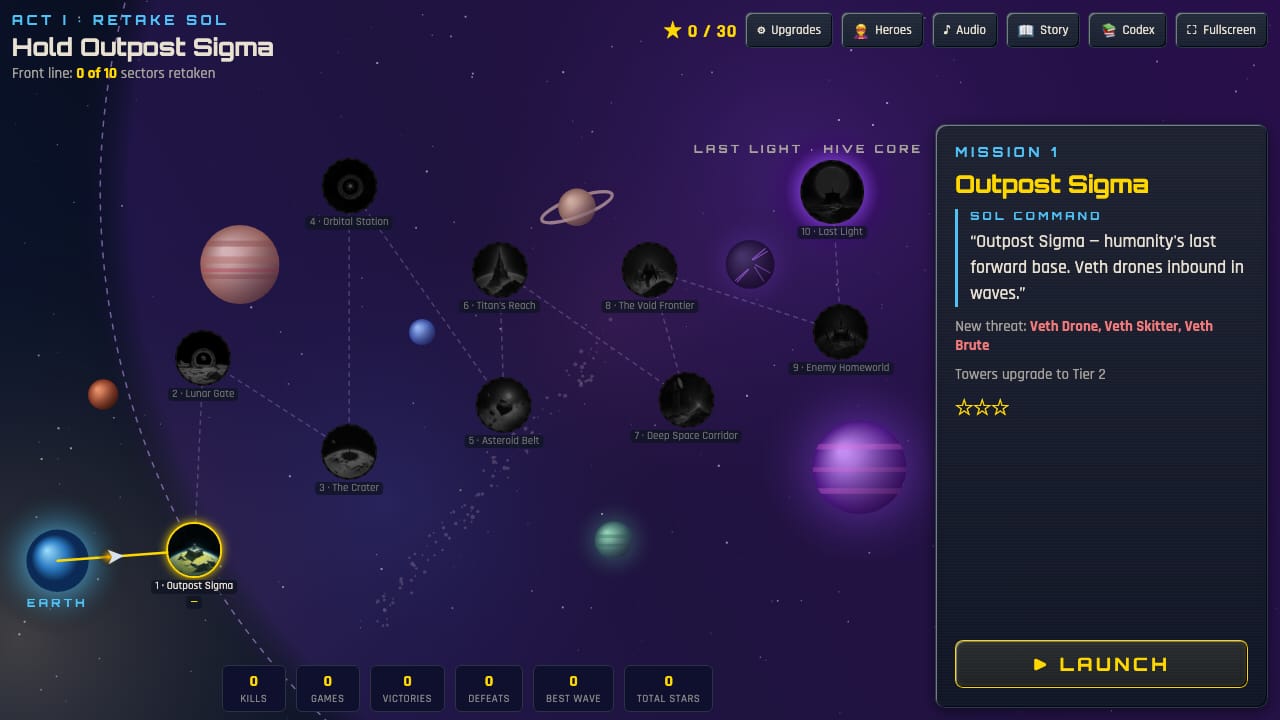 ACT I : RETAKE SOL
Hold Outpost Sigma
Front line: 0 of 10 sectors retaken
★ 0 / 30
⚙ Upgrades
Heroes
♪ Audio
📖 Story
📚 Codex
⛶ Fullscreen
LAST LIGHT · HIVE CORE
4 · Orbital Station
10 · Last Light
6 · Titan's Reach
8 · The Void Frontier
9 · Enemy Homeworld
2 · Lunar Gate
5 · Asteroid Belt
7 · Deep Space Corridor
3 · The Crater
1 · Outpost Sigma
–
EARTH
MISSION 1
Outpost Sigma
SOL COMMAND
“Outpost Sigma – humanity's last
forward base. Veth drones inbound in
waves.”
New threat: Veth Drone, Veth Skitter, Veth
Brute
Towers upgrade to Tier 2
☆☆☆
▶ LAUNCH
0
KILLS
0
GAMES
0
VICTORIES
0
DEFEATS
0
BEST WAVE
0
TOTAL STARS